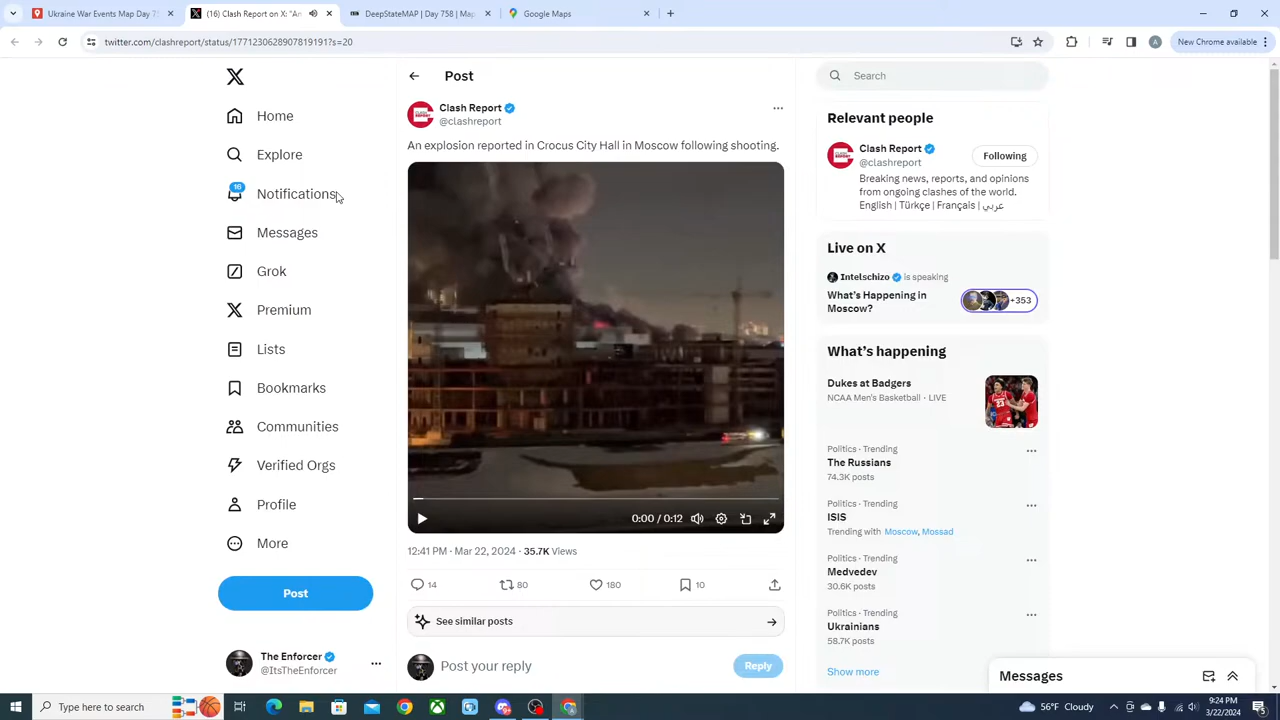 Ukraine War Events Map Day 7
(16) Clash Report on X: "An
DeepStateMAP | Day 758 | Ma
Google Maps
twitter.com/clashreport/status/1771230628907819191?s=20
New Chrome available
Home
Explore
16
Notifications
Messages
Grok
Premium
Lists
Bookmarks
Communities
Verified Orgs
Profile
More
Post
The Enforcer
@ItsTheEnforcer
Post
Clash Report
@clashreport
An explosion reported in Crocus City Hall in Moscow following shooting.
0:00 / 0:12
12:41 PM · Mar 22, 2024 · 35.7K Views
14
80
180
10
See similar posts
Post your reply
Reply
Search
Relevant people
Clash Report
@clashreport
Following
Breaking news, reports, and opinions
from ongoing clashes of the world.
English | Türkçe | Français | عربي
Live on X
Intelschizo is speaking
What's Happening in
Moscow?
+353
What's happening
Dukes at Badgers
NCAA Men's Basketball · LIVE
Politics · Trending
The Russians
74.3K posts
Politics · Trending
ISIS
Trending with Moscow, Mossad
Politics · Trending
Medvedev
30.6K posts
Politics · Trending
Ukrainians
58.7K posts
Show more
Messages
Type here to search
56°F Cloudy
9:24 PM
3/22/2024